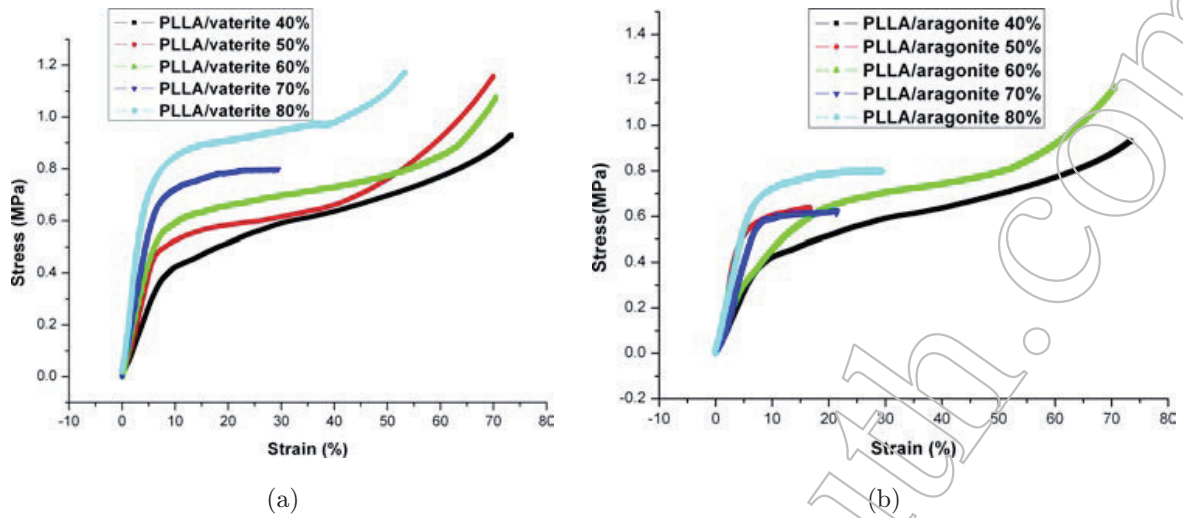 PLLA/vaterite 40%
PLLA/vaterite 50%
PLLA/vaterite 60%
PLLA/vaterite 70%
PLLA/vaterite 80%
1.2
1.0
0.8
0.6
0.4
0.2
0.0
Stress (MPa)
-10 0 10 20 30 40 50 60 70 80
Strain (%)
(a)
PLLA/aragonite 40%
PLLA/aragonite 50%
PLLA/aragonite 60%
PLLA/aragonite 70%
PLLA/aragonite 80%
1.4
1.2
1.0
0.8
0.6
0.4
0.2
0.0
-0.2
Stress(MPa)
-10 0 10 20 30 40 50 60 70 80
Strain (%)
(b)